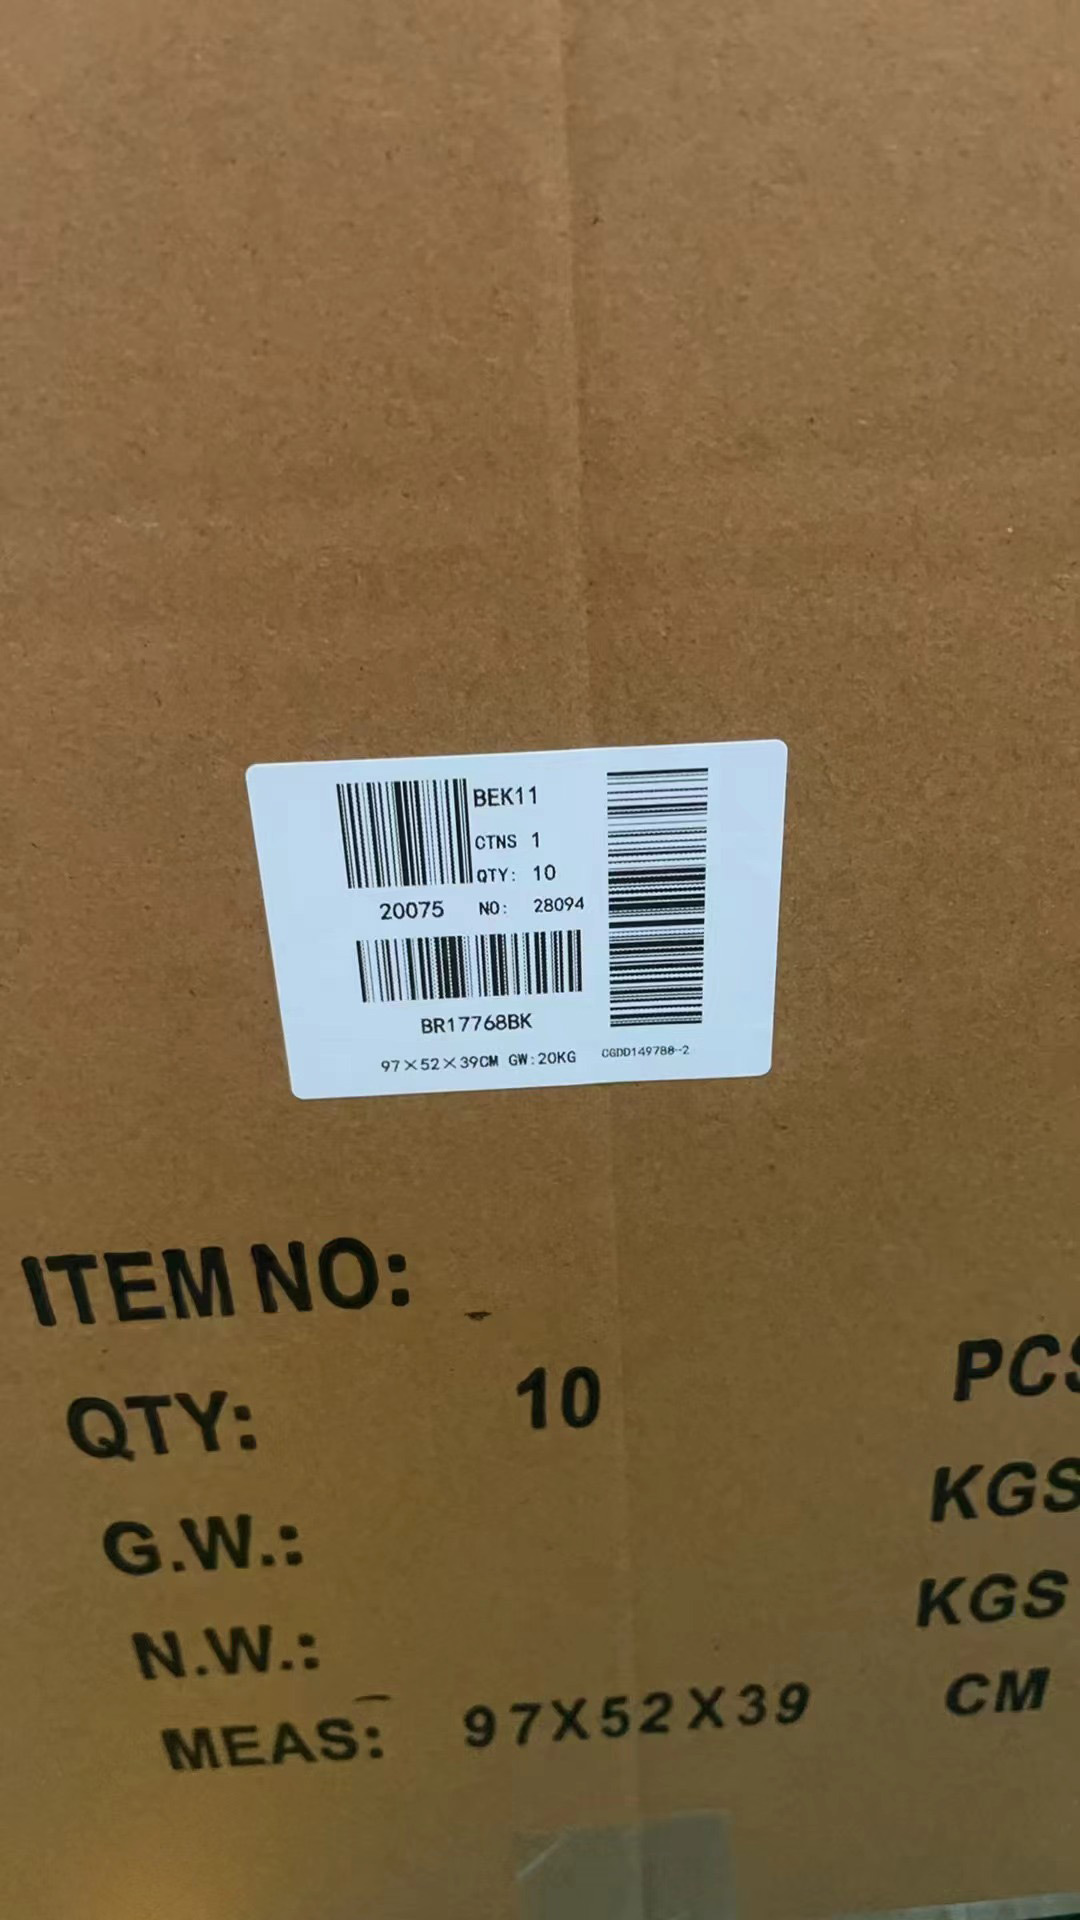 BEK11
CTNS 1
QTY: 10
20075 NO: 28094
BR17768BK
97×52×39CM GW:20KG CGDD149788-2
ITEM NO:
QTY: 10 PCS
G.W.: KGS
N.W.: KGS
MEAS: 97X52X39 CM